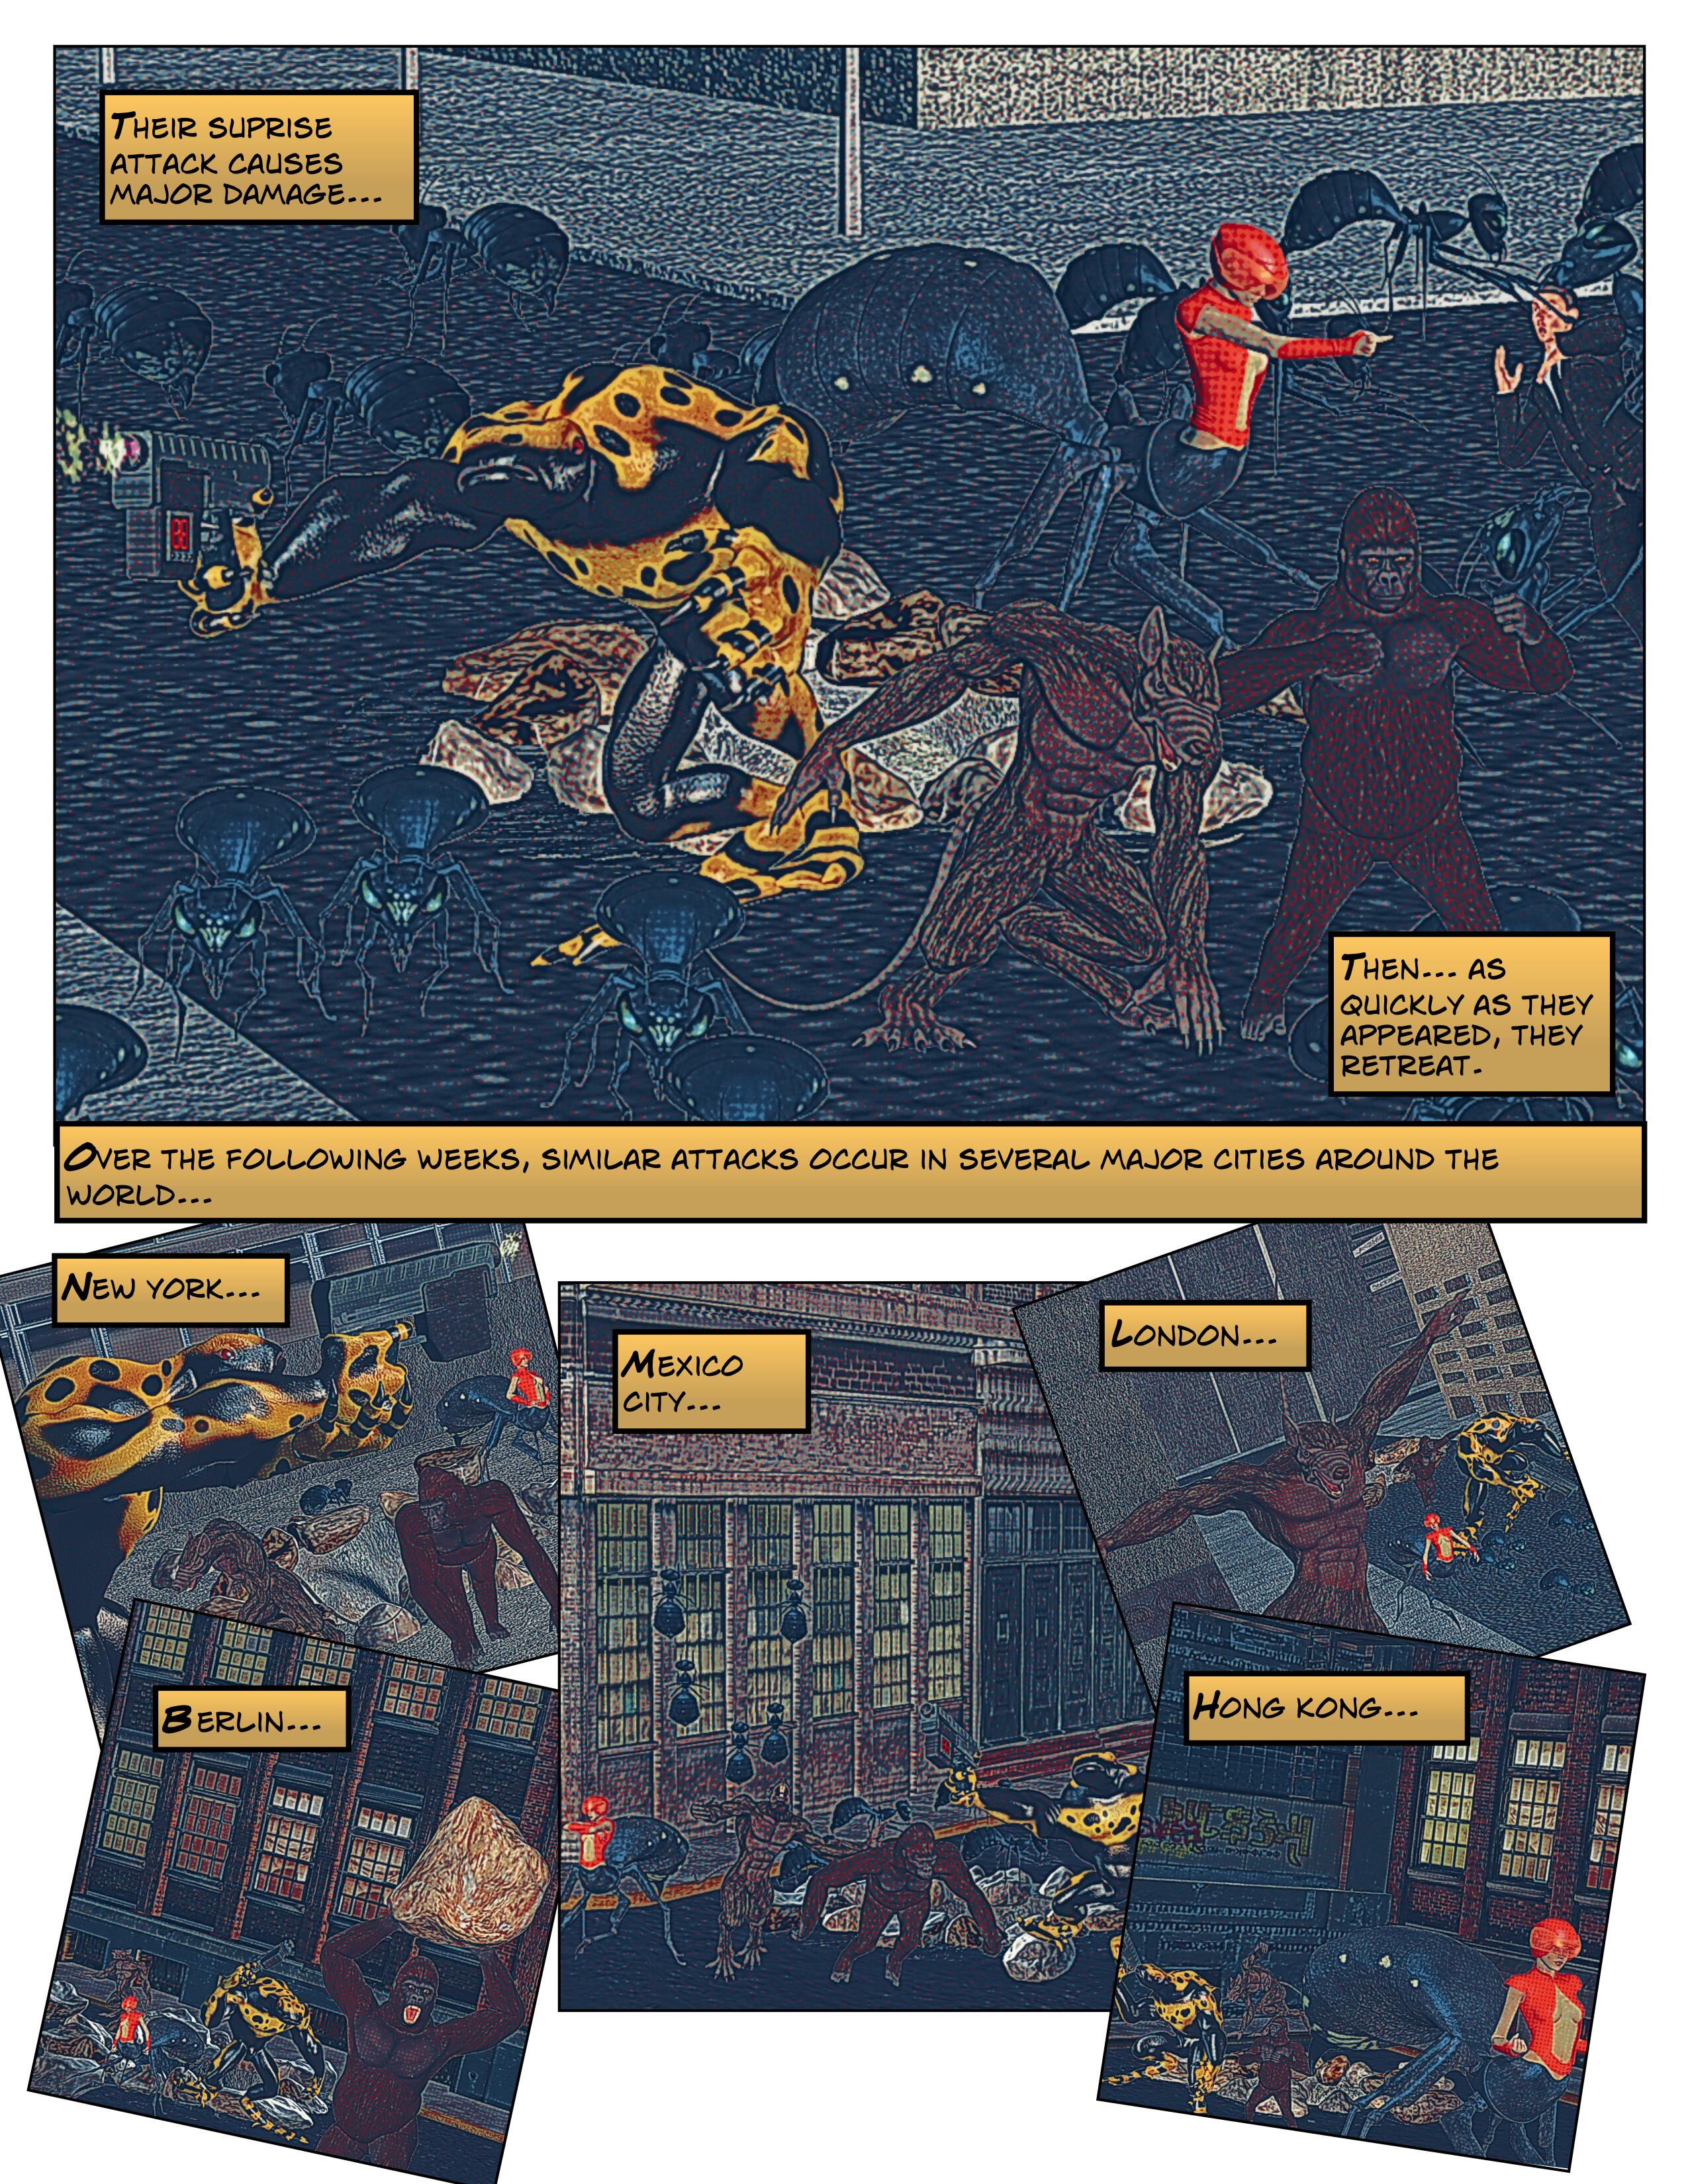 THEIR SUPRISE
ATTACK CAUSES
MAJOR DAMAGE...
THEN... AS
QUICKLY AS THEY
APPEARED, THEY
RETREAT.
OVER THE FOLLOWING WEEKS, SIMILAR ATTACKS OCCUR IN SEVERAL MAJOR CITIES AROUND THE
WORLD...
NEW YORK...
MEXICO
CITY...
LONDON...
BERLIN...
HONG KONG...